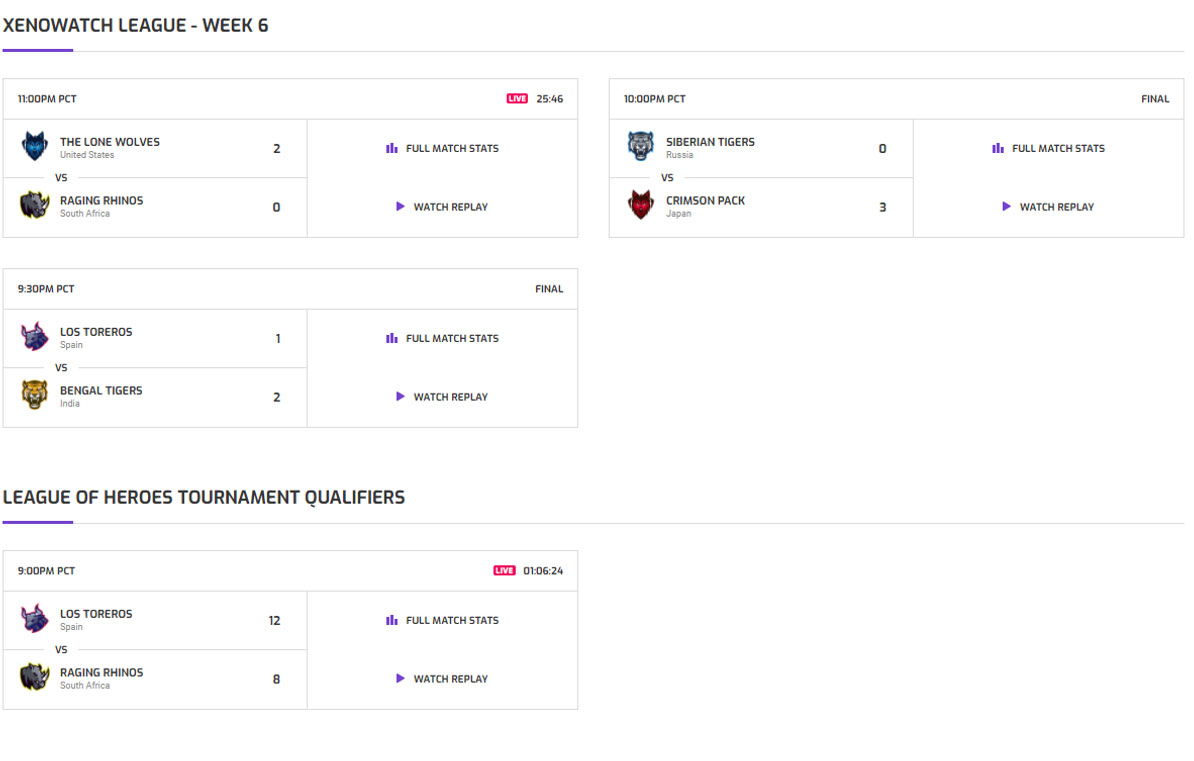 XENOWATCH LEAGUE - WEEK 6
11:00PM PCT LIVE 25:46
THE LONE WOLVES
United States
2
VS
RAGING RHINOS
South Africa
0
FULL MATCH STATS
WATCH REPLAY
10:00PM PCT FINAL
SIBERIAN TIGERS
Russia
0
VS
CRIMSON PACK
Japan
3
FULL MATCH STATS
WATCH REPLAY
9:30PM PCT FINAL
LOS TOREROS
Spain
1
VS
BENGAL TIGERS
India
2
FULL MATCH STATS
WATCH REPLAY
LEAGUE OF HEROES TOURNAMENT QUALIFIERS
9:00PM PCT LIVE 01:06:24
LOS TOREROS
Spain
12
VS
RAGING RHINOS
South Africa
8
FULL MATCH STATS
WATCH REPLAY